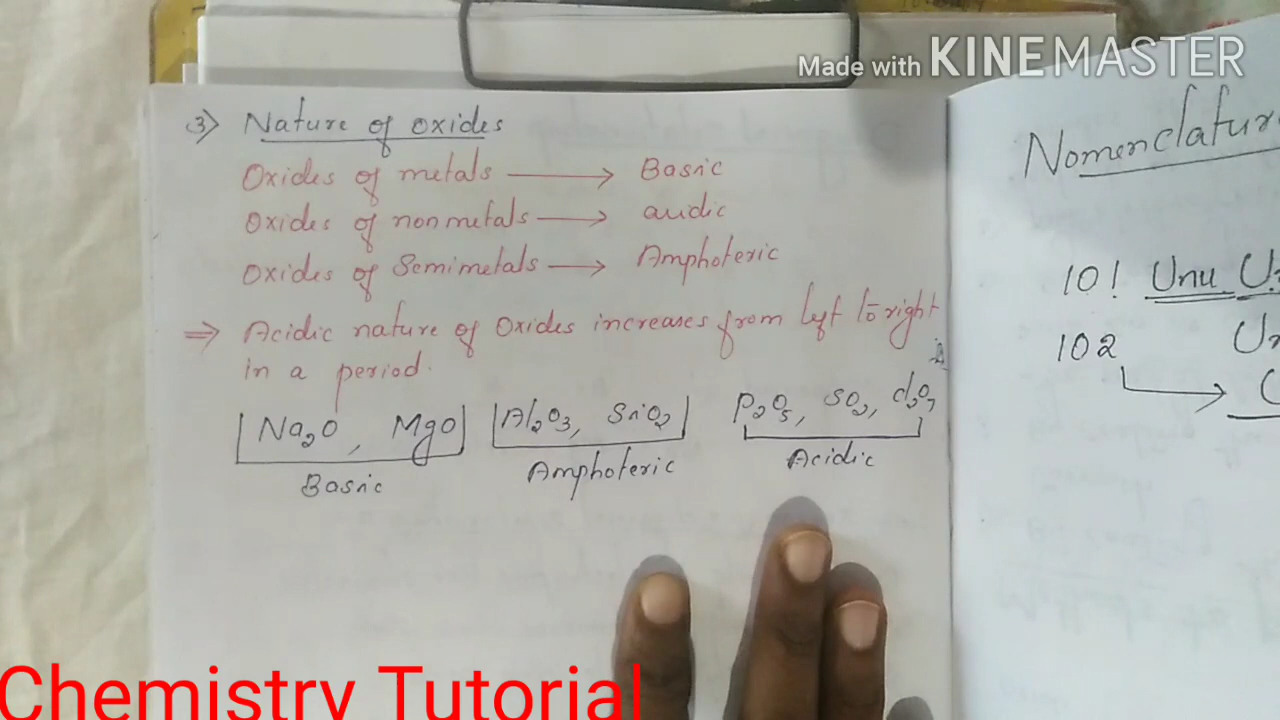 Made with KINEMASTER
3) Nature of oxides
Oxides of metals → Basic
Oxides of nonmetals → acidic
Oxides of Semimetals → Amphoteric
⇒ Acidic nature of Oxides increases from left to right
in a period.
Na₂O, MgO Al₂O₃, SiO₂ P₂O₅, SO₂, Cl₂O₇
Basic Amphoteric Acidic
Nomenclatur
101 Unu
102
Chemistry Tutorial